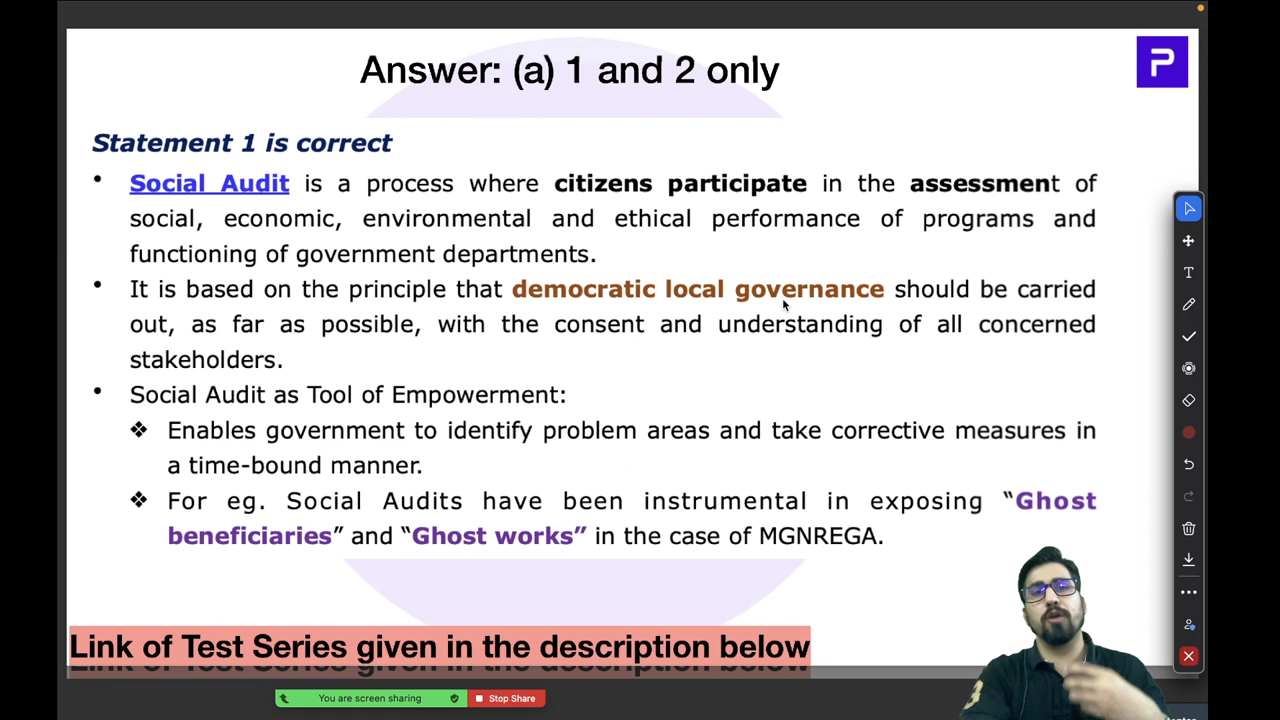 Answer: (a) 1 and 2 only
P
Statement 1 is correct
• Social Audit is a process where citizens participate in the assessment of
social, economic, environmental and ethical performance of programs and
functioning of government departments.
• It is based on the principle that democratic local governance should be carried
out, as far as possible, with the consent and understanding of all concerned
stakeholders.
• Social Audit as Tool of Empowerment:
❖ Enables government to identify problem areas and take corrective measures in
a time-bound manner.
❖ For eg. Social Audits have been instrumental in exposing “Ghost
beneficiaries” and “Ghost works” in the case of MGNREGA.
Link of Test Series given in the description below
You are screen sharing
Stop Share